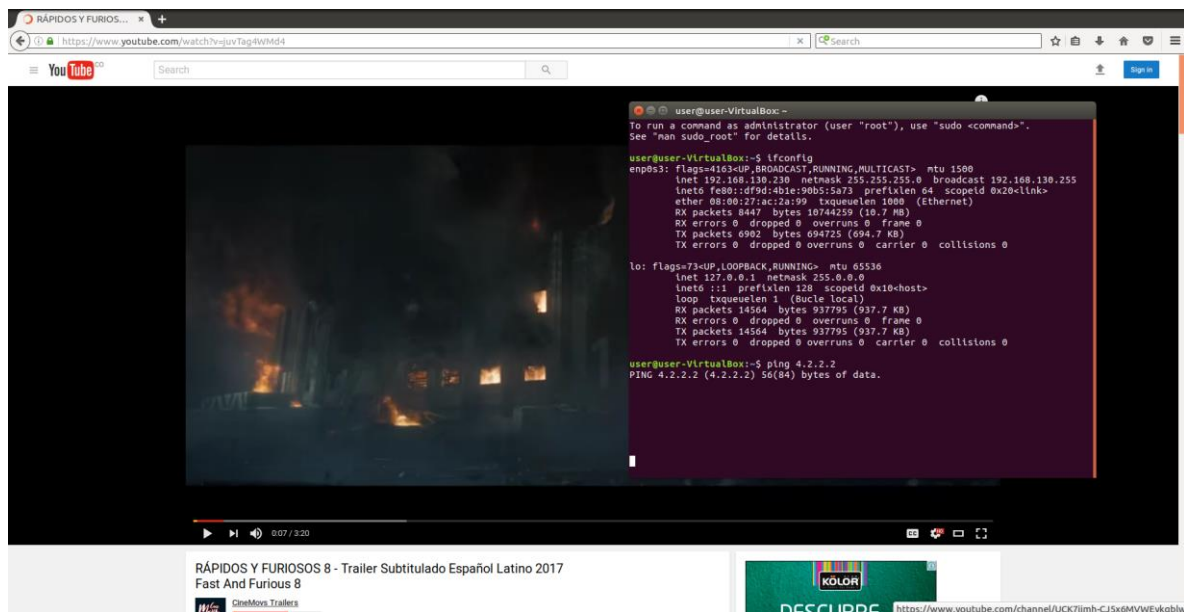 RÁPIDOS Y FURIOS...
https://www.youtube.com/watch?v=juvTag4WMd4
Search
YouTube CO
Search
Sign in
user@user-VirtualBox: ~
To run a command as administrator (user "root"), use "sudo <command>".
See "man sudo_root" for details.
user@user-VirtualBox:~$ ifconfig
enp0s3: flags=4163<UP,BROADCAST,RUNNING,MULTICAST> mtu 1500
inet 192.168.130.230 netmask 255.255.255.0 broadcast 192.168.130.255
inet6 fe80::df9d:4b1e:90b5:5a73 prefixlen 64 scopeid 0x20<link>
ether 08:00:27:ac:2a:99 txqueuelen 1000 (Ethernet)
RX packets 8447 bytes 10744259 (10.7 MB)
RX errors 0 dropped 0 overruns 0 frame 0
TX packets 6902 bytes 694725 (694.7 KB)
TX errors 0 dropped 0 overruns 0 carrier 0 collisions 0
lo: flags=73<UP,LOOPBACK,RUNNING> mtu 65536
inet 127.0.0.1 netmask 255.0.0.0
inet6 ::1 prefixlen 128 scopeid 0x10<host>
loop txqueuelen 1 (Bucle local)
RX packets 14564 bytes 937795 (937.7 KB)
RX errors 0 dropped 0 overruns 0 frame 0
TX packets 14564 bytes 937795 (937.7 KB)
TX errors 0 dropped 0 overruns 0 carrier 0 collisions 0
user@user-VirtualBox:~$ ping 4.2.2.2
PING 4.2.2.2 (4.2.2.2) 56(84) bytes of data.
0:07 / 3:20
CC
RÁPIDOS Y FURIOSOS 8 - Trailer Subtitulado Español Latino 2017
Fast And Furious 8
CineMovs Trailers
KOLOR
DESCUBRE